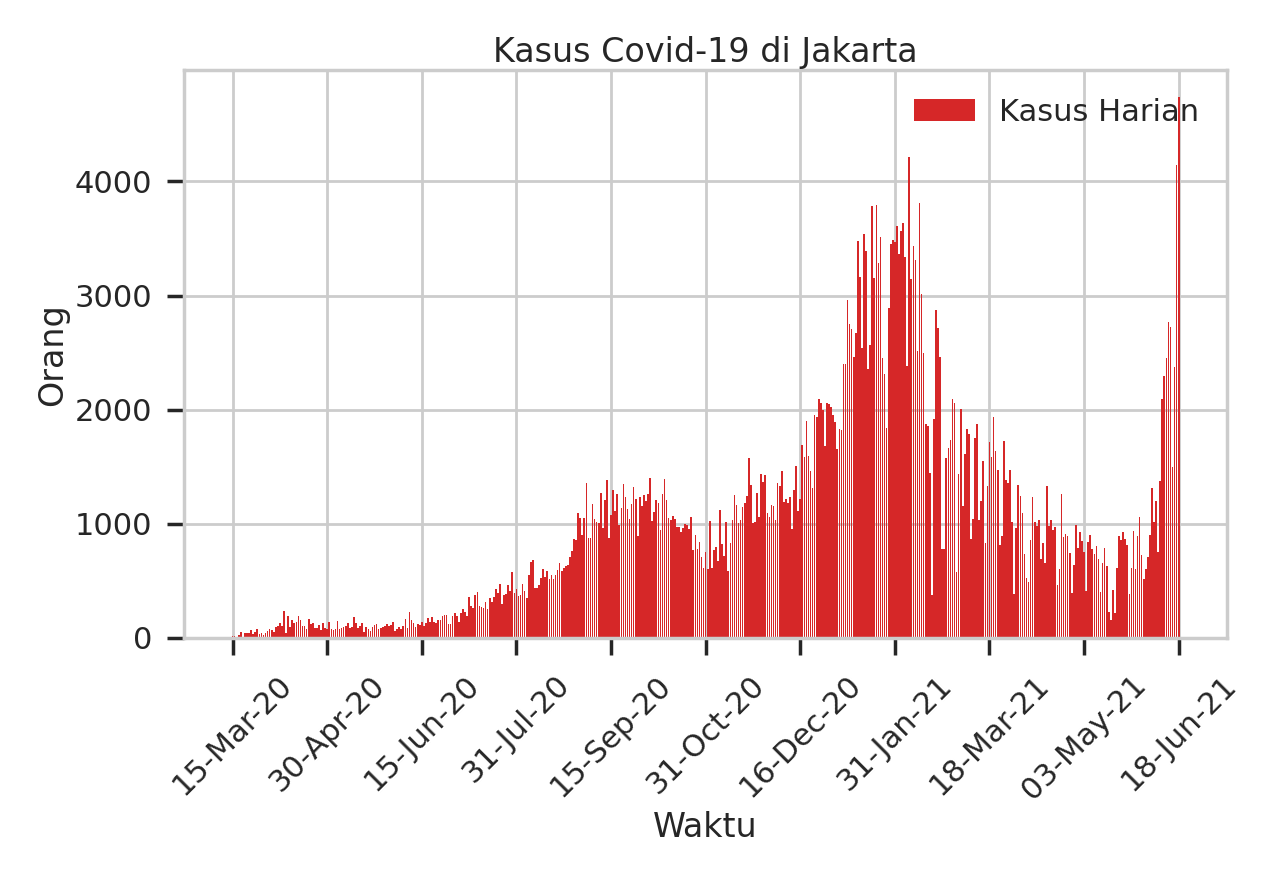 Kasus Covid-19 di Jakarta
Kasus Harian
Orang
4000
3000
2000
1000
0
15-Mar-20
30-Apr-20
15-Jun-20
31-Jul-20
15-Sep-20
31-Oct-20
16-Dec-20
31-Jan-21
18-Mar-21
03-May-21
18-Jun-21
Waktu